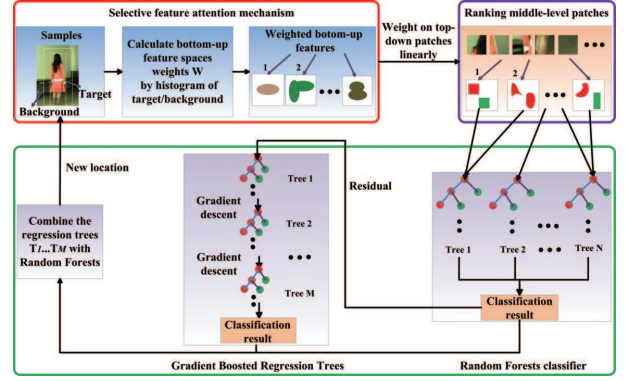 Selective feature attention mechanism
Samples
Target
Background
Calculate bottom-up
feature spaces
weights W
by histogram of
target/background
Weighted botom-up
features
1
2
Weight on top-
down patches
linearly
Ranking middle-level patches
1
2
New location
Combine the
regression trees
T1...TM with
Random Forests
Gradient
descent
Gradient
descent
Tree 1
Tree 2
Tree M
Classification
result
Gradient Boosted Regression Trees
Residual
Tree 1
Tree 2
Tree N
Classification
result
Random Forests classifier